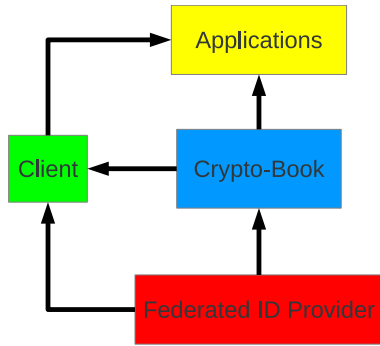 Applications
Client
Crypto-Book
Federated ID Provider